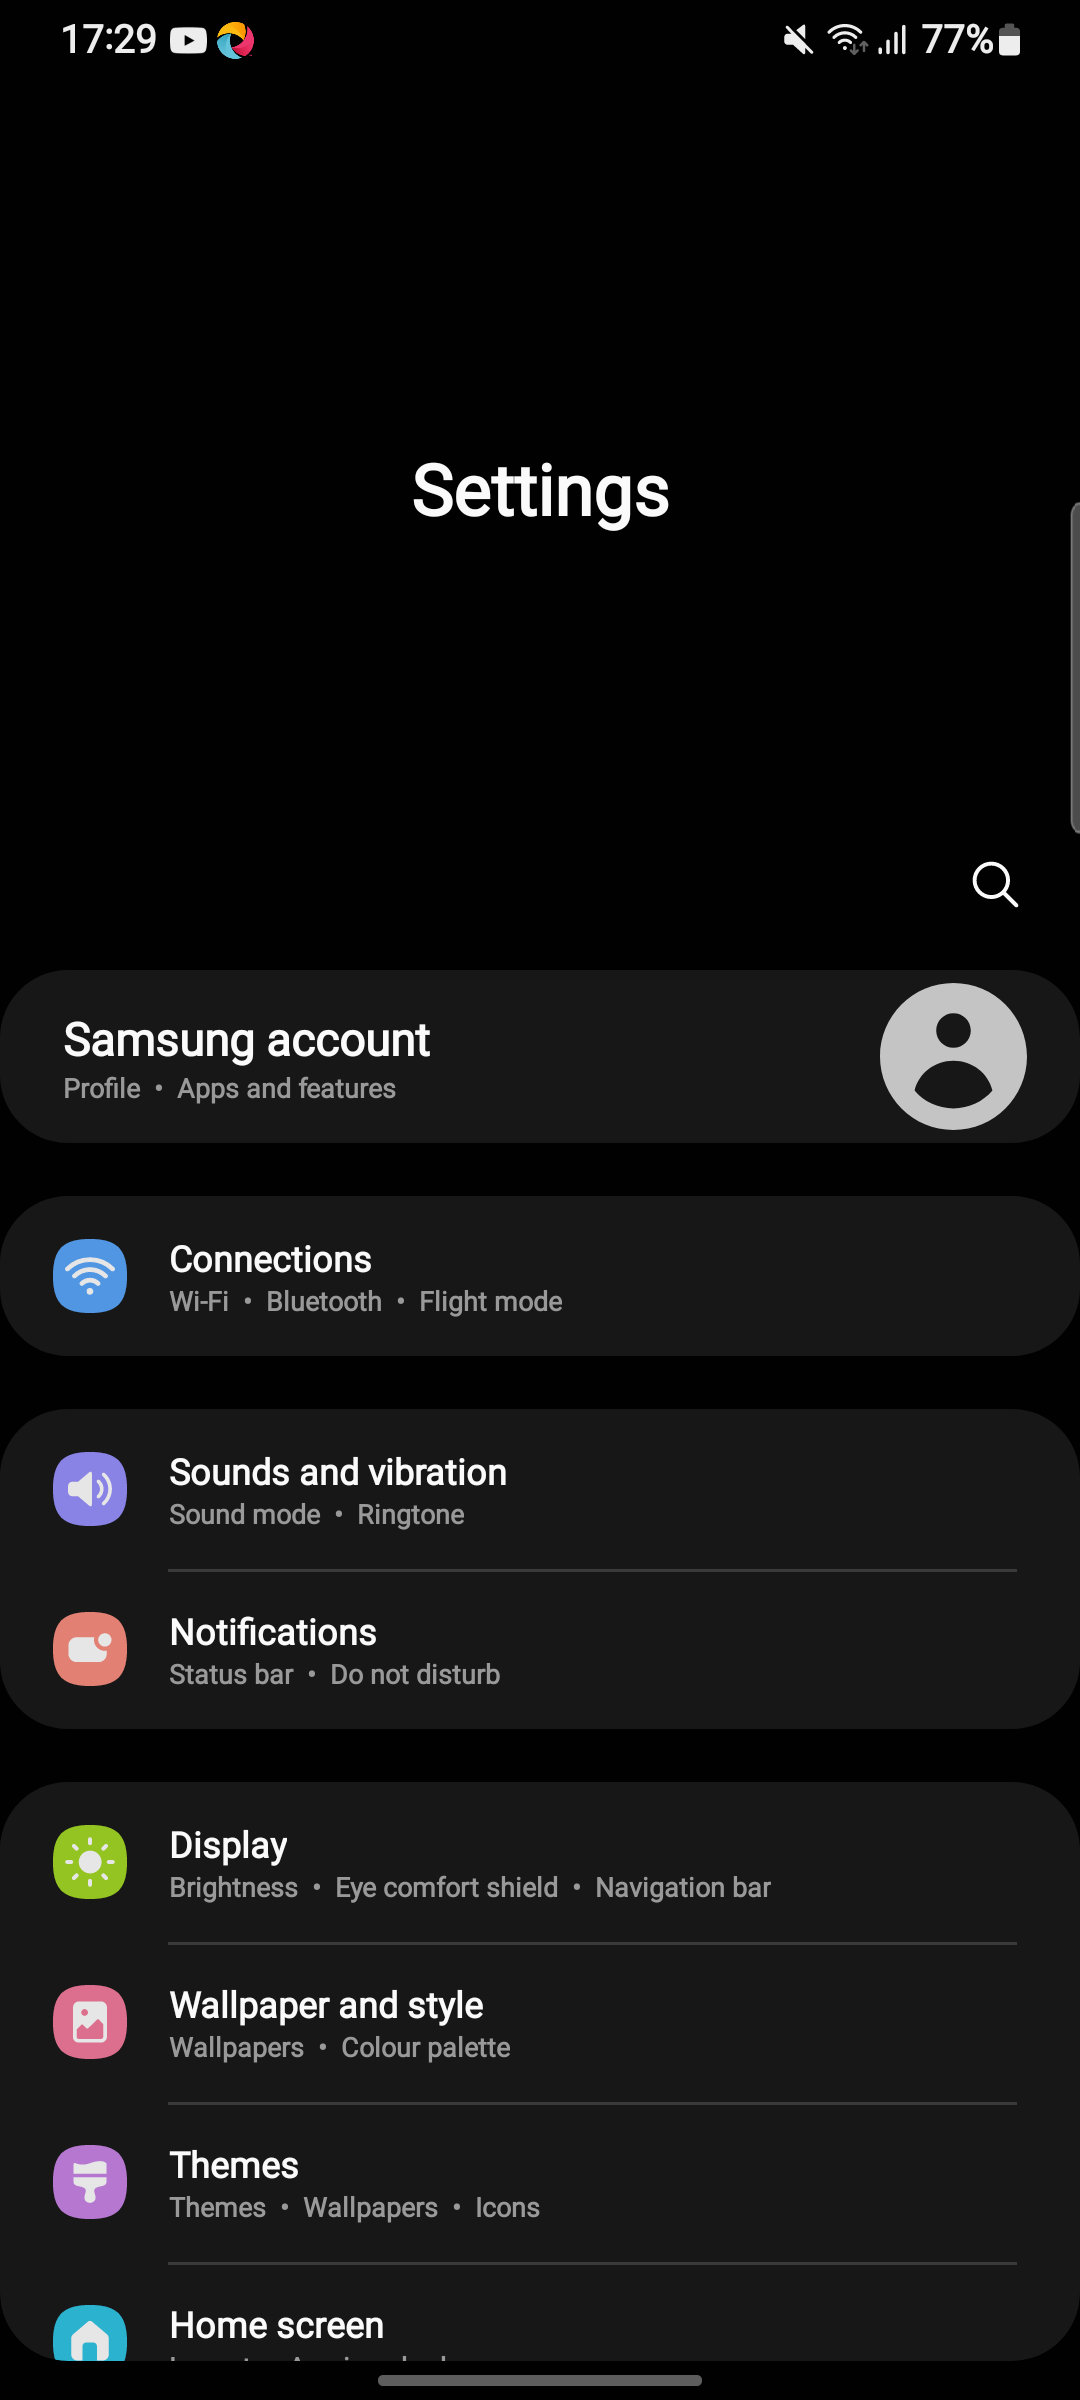 17:29 77%
Settings
Samsung account
Profile • Apps and features
Connections
Wi-Fi • Bluetooth • Flight mode
Sounds and vibration
Sound mode • Ringtone
Notifications
Status bar • Do not disturb
Display
Brightness • Eye comfort shield • Navigation bar
Wallpaper and style
Wallpapers • Colour palette
Themes
Themes • Wallpapers • Icons
Home screen